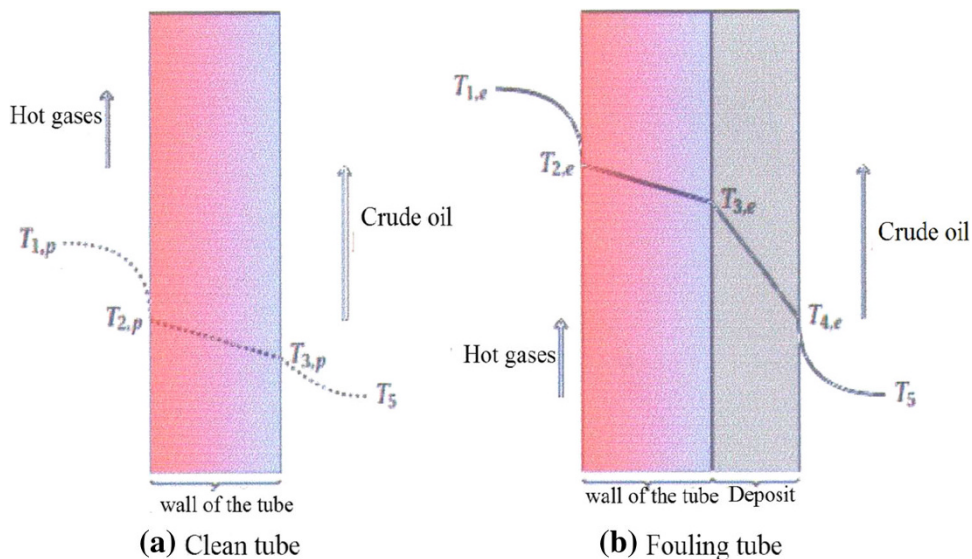 Hot gases
Crude oil
T1,p
T2,p
T3,p
T5
wall of the tube
(a) Clean tube
T1,e
T2,e
T3,e
T4,e
T5
Crude oil
Hot gases
wall of the tube
Deposit
(b) Fouling tube